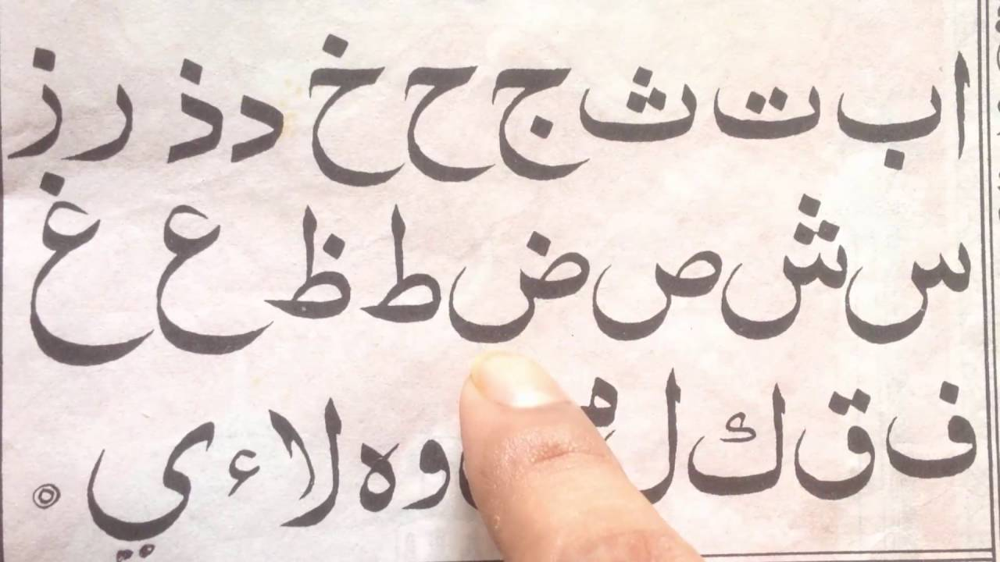 ا ب ت ث ج ح خ د ذ ر ز
س ش ص ض ط ظ ع غ
ف ق ك ل م و ه لا ء ي